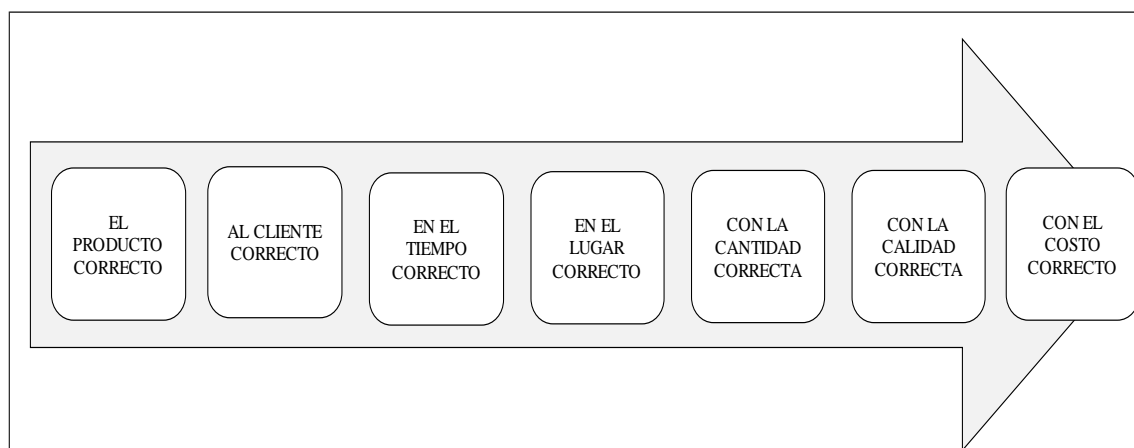 EL
PRODUCTO
CORRECTO
AL CLIENTE
CORRECTO
EN EL
TIEMPO
CORRECTO
EN EL
LUGAR
CORRECTO
CON LA
CANTIDAD
CORRECTA
CON LA
CALIDAD
CORRECTA
CON EL
COSTO
CORRECTO